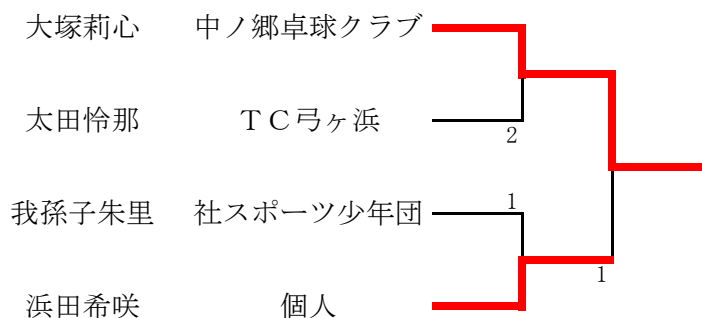 大塚莉心 中ノ郷卓球クラブ
太田怜那 ＴＣ弓ヶ浜
2
1
我孫子朱里 社スポーツ少年団
1
浜田希咲 個人